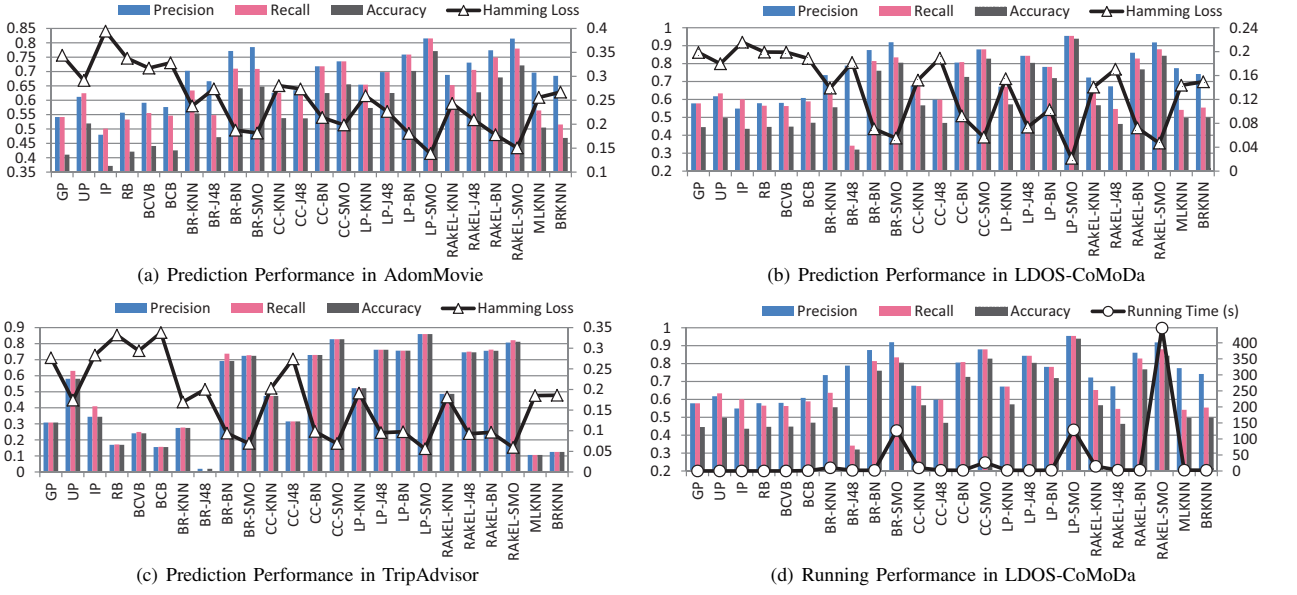 Precision Recall Accuracy Hamming Loss
0.85 0.8 0.75 0.7 0.65 0.6 0.55 0.5 0.45 0.4 0.35
0.4 0.35 0.3 0.25 0.2 0.15 0.1
GP UP IP RB BCVB BCB BR-KNN BR-J48 BR-BN BR-SMO CC-KNN CC-J48 CC-BN CC-SMO LP-KNN LP-J48 LP-BN LP-SMO RAkEL-KNN RAkEL-J48 RAkEL-BN RAkEL-SMO MLKNN BRKNN
(a) Prediction Performance in AdomMovie
Precision Recall Accuracy Hamming Loss
1 0.9 0.8 0.7 0.6 0.5 0.4 0.3 0.2
0.24 0.2 0.16 0.12 0.08 0.04 0
GP UP IP RB BCVB BCB BR-KNN BR-J48 BR-BN BR-SMO CC-KNN CC-J48 CC-BN CC-SMO LP-KNN LP-J48 LP-BN LP-SMO RAkEL-KNN RAkEL-J48 RAkEL-BN RAkEL-SMO MLKNN BRKNN
(b) Prediction Performance in LDOS-CoMoDa
Precision Recall Accuracy Hamming Loss
0.9 0.8 0.7 0.6 0.5 0.4 0.3 0.2 0.1 0
0.35 0.3 0.25 0.2 0.15 0.1 0.05 0
GP UP IP RB BCVB BCB BR-KNN BR-J48 BR-BN BR-SMO CC-KNN CC-J48 CC-BN CC-SMO LP-KNN LP-J48 LP-BN LP-SMO RAkEL-KNN RAkEL-J48 RAkEL-BN RAkEL-SMO MLKNN BRKNN
(c) Prediction Performance in TripAdvisor
Precision Recall Accuracy Running Time (s)
1 0.9 0.8 0.7 0.6 0.5 0.4 0.3 0.2
400 350 300 250 200 150 100 50 0
GP UP IP RB BCVB BCB BR-KNN BR-J48 BR-BN BR-SMO CC-KNN CC-J48 CC-BN CC-SMO LP-KNN LP-J48 LP-BN LP-SMO RAkEL-KNN RAkEL-J48 RAkEL-BN RAkEL-SMO MLKNN BRKNN
(d) Running Performance in LDOS-CoMoDa